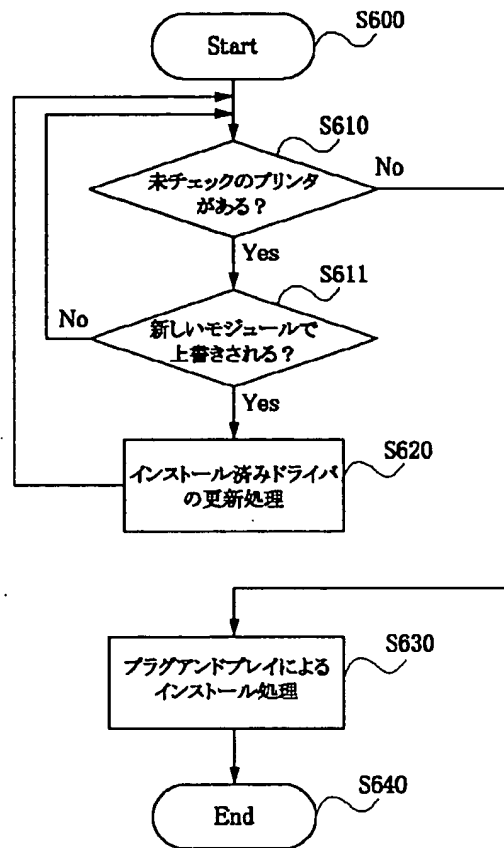 S600
Start
S610
未チェックのプリンタ
がある？
No
Yes
S611
新しいモジュールで
上書きされる？
No
Yes
S620
インストール済みドライバ
の更新処理
S630
プラグアンドプレイによる
インストール処理
S640
End